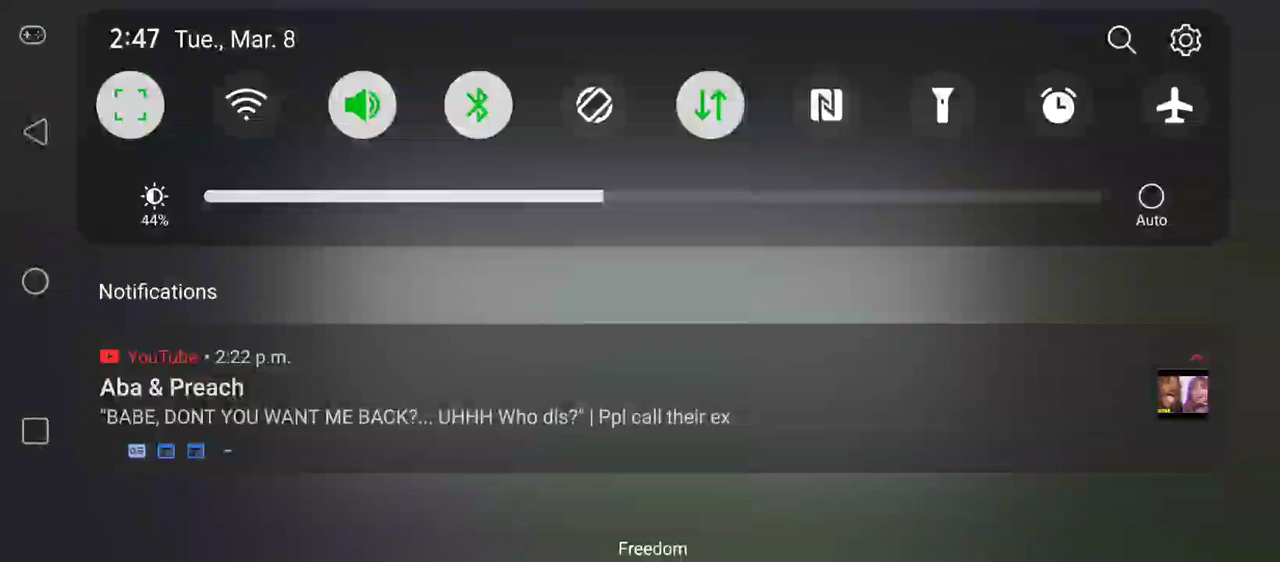 2:47 Tue., Mar. 8
44%
Auto
Notifications
YouTube • 2:22 p.m.
Aba & Preach
"BABE, DONT YOU WANT ME BACK?... UHHH Who dis?" | Ppl call their ex
Freedom